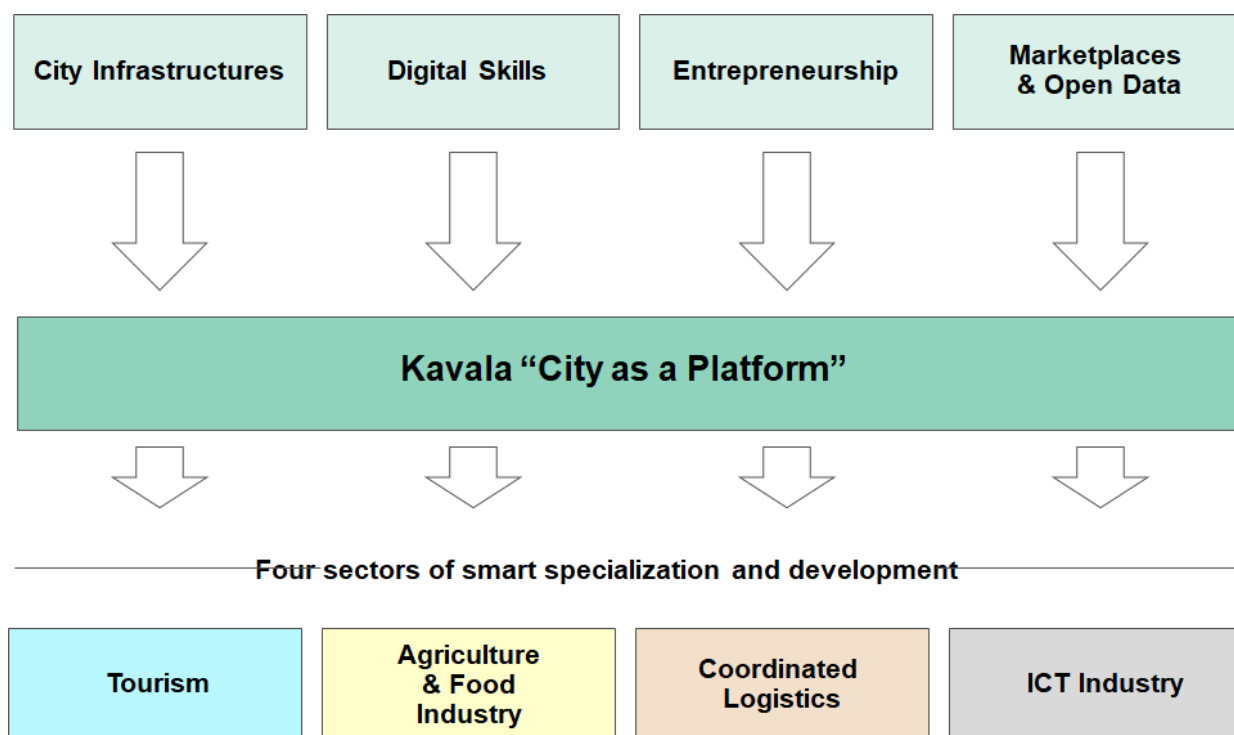 City Infrastructures
Digital Skills
Entrepreneurship
Marketplaces
& Open Data
Kavala “City as a Platform”
Four sectors of smart specialization and development
Tourism
Agriculture
& Food
Industry
Coordinated
Logistics
ICT Industry